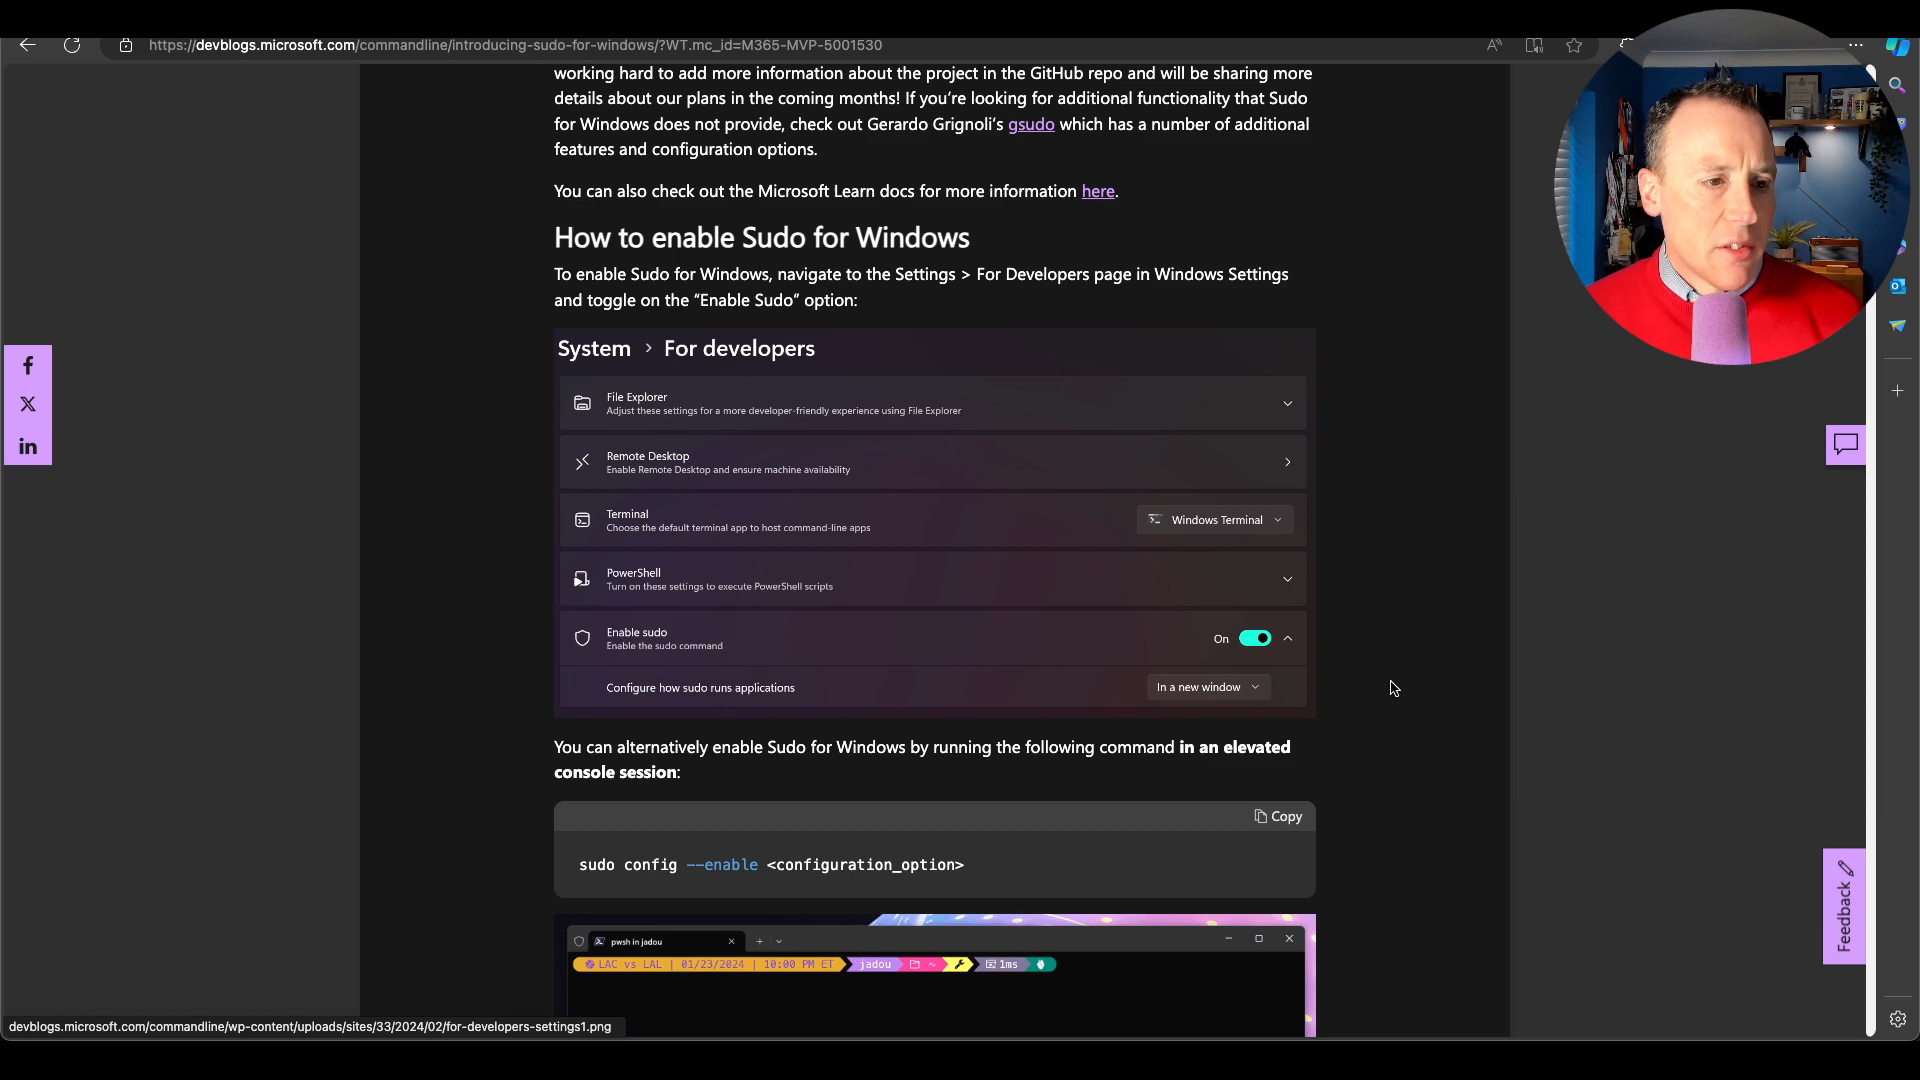 https://devblogs.microsoft.com/commandline/introducing-sudo-for-windows/?WT.mc_id=M365-MVP-5001530
working hard to add more information about the project in the GitHub repo and will be sharing more
details about our plans in the coming months! If you’re looking for additional functionality that Sudo
for Windows does not provide, check out Gerardo Grignoli’s gsudo which has a number of additional
features and configuration options.
You can also check out the Microsoft Learn docs for more information here.
How to enable Sudo for Windows
To enable Sudo for Windows, navigate to the Settings > For Developers page in Windows Settings
and toggle on the “Enable Sudo” option:
System > For developers
File Explorer
Adjust these settings for a more developer-friendly experience using File Explorer
Remote Desktop
Enable Remote Desktop and ensure machine availability
Terminal
Choose the default terminal app to host command-line apps
Windows Terminal
PowerShell
Turn on these settings to execute PowerShell scripts
Enable sudo
Enable the sudo command
On
Configure how sudo runs applications
In a new window
You can alternatively enable Sudo for Windows by running the following command in an elevated
console session:
Copy
sudo config --enable <configuration_option>
pwsh in jadou
LAC vs LAL | 01/23/2024 | 10:00 PM ET jadou ~ 1ms
Feedback
devblogs.microsoft.com/commandline/wp-content/uploads/sites/33/2024/02/for-developers-settings1.png